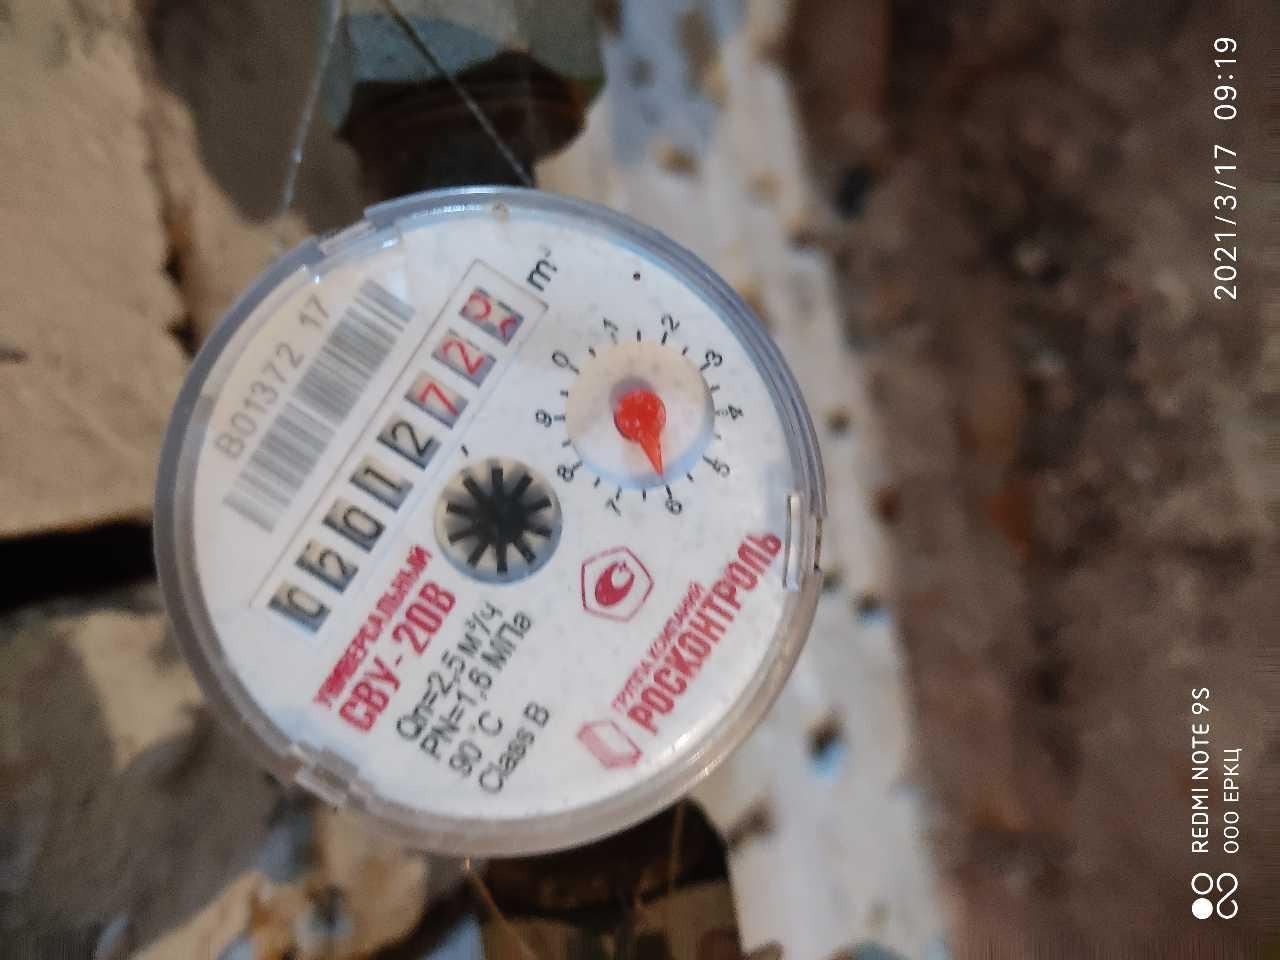 B01372 17
0501272
m³
0 1 2 3 4 5 6 7 8 9
УНИВЕРСАЛЬНЫЙ
СВУ-20В
Qn=2,5 м³/ч
PN=1,6 МПа
90 °C
Class B
ГРУППА КОМПАНИЙ
РОСКОНТРОЛЬ
2021/3/17 09:19
REDMI NOTE 9S
ООО ЕРКЦ